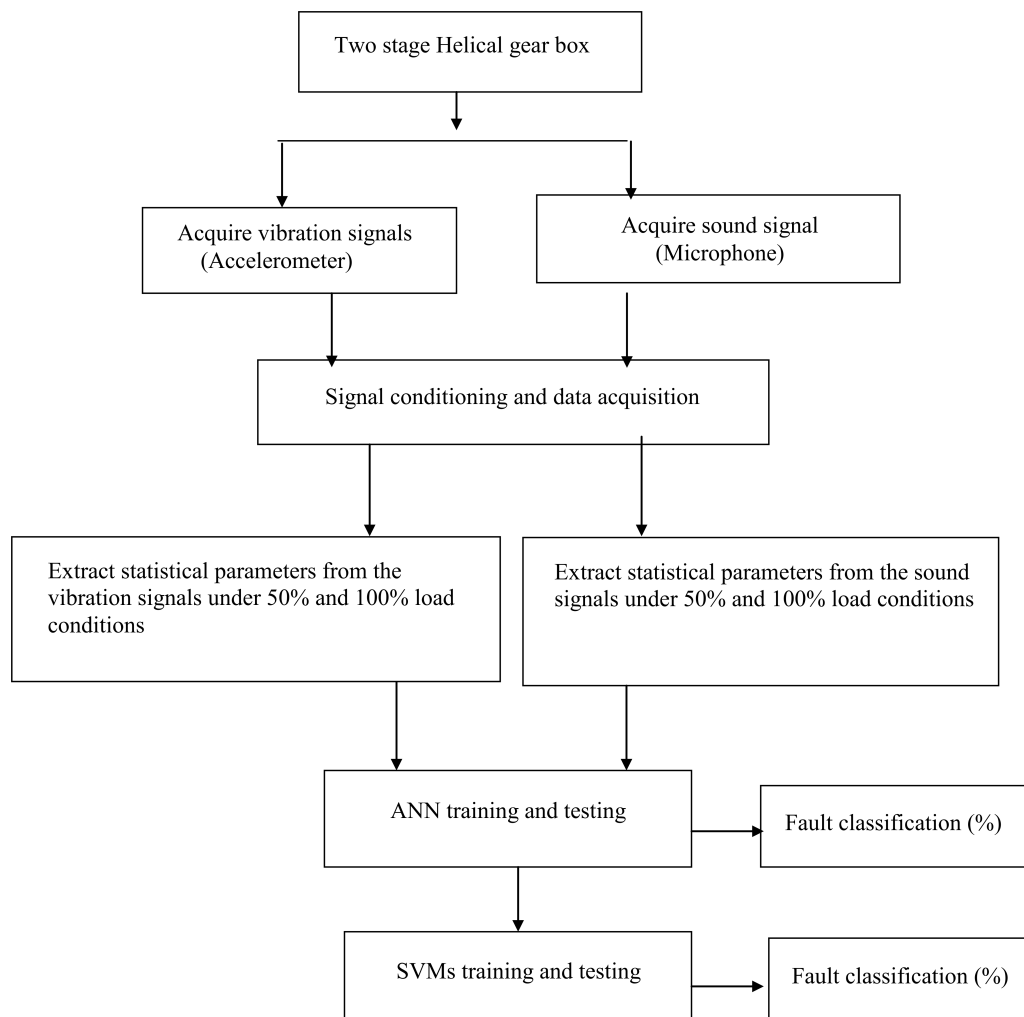 Two stage Helical gear box
Acquire vibration signals
(Accelerometer)
Acquire sound signal
(Microphone)
Signal conditioning and data acquisition
Extract statistical parameters from the
vibration signals under 50% and 100% load
conditions
Extract statistical parameters from the sound
signals under 50% and 100% load conditions
ANN training and testing
Fault classification (%)
SVMs training and testing
Fault classification (%)